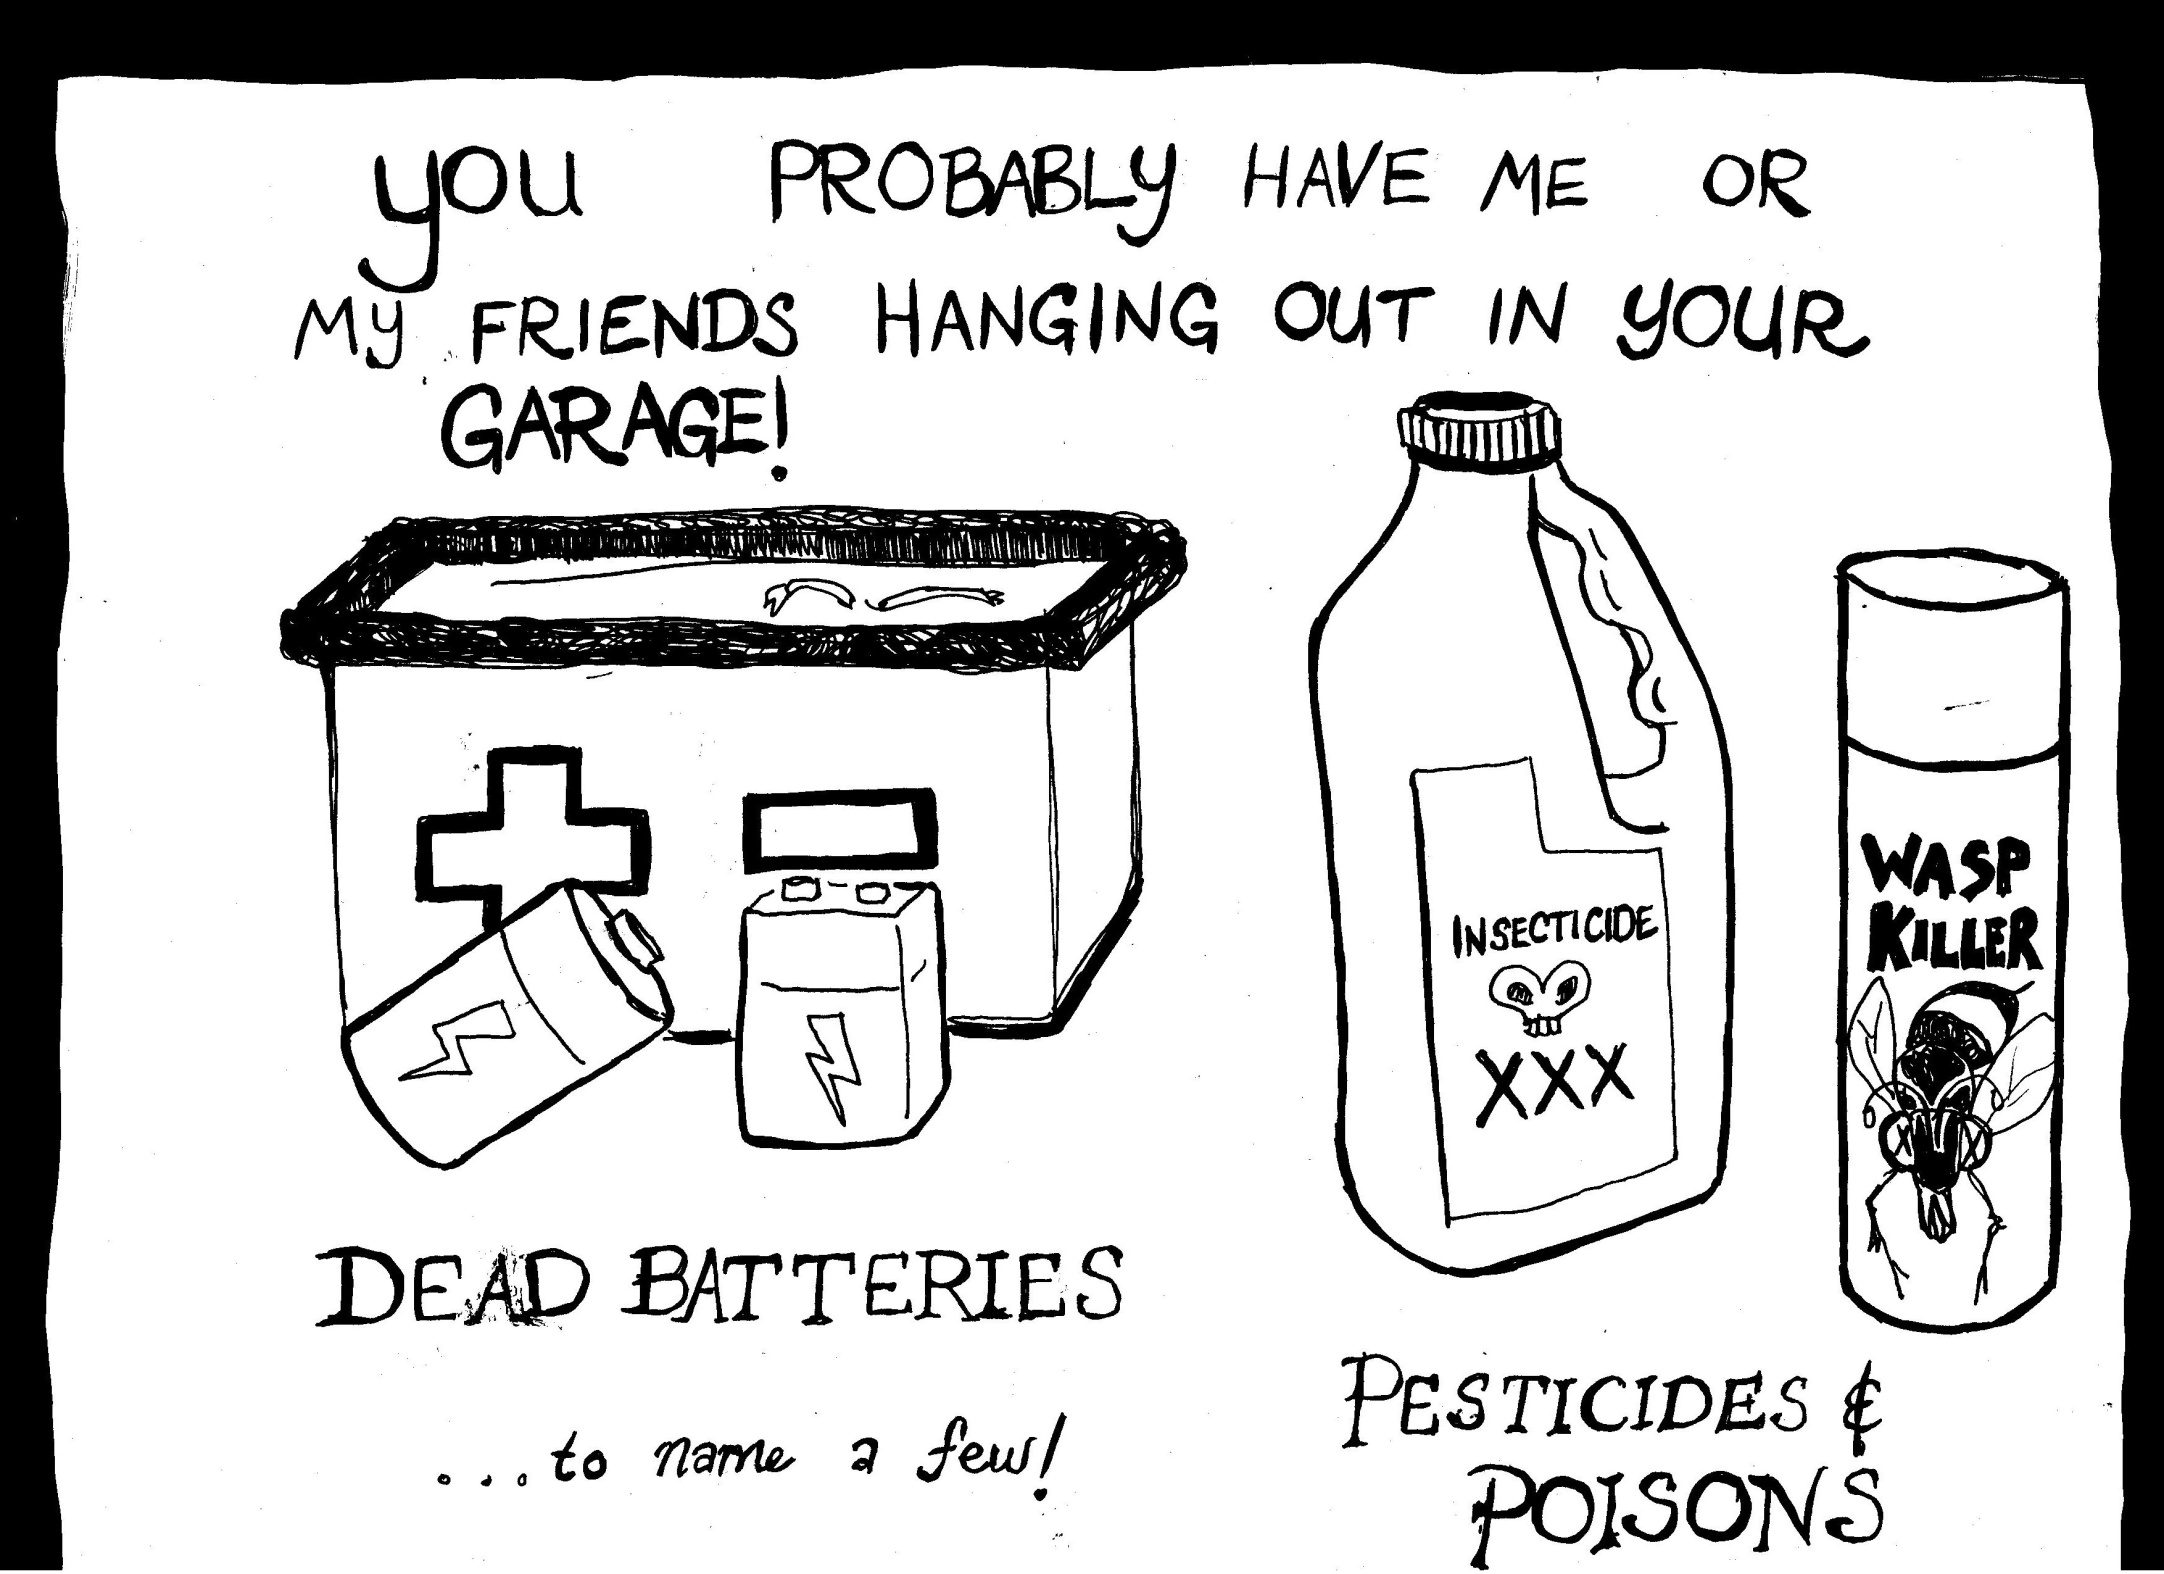 you PROBABLY HAVE ME OR
MY FRIENDS HANGING OUT IN YOUR
GARAGE!
INSECTICIDE
XXX
WASP
KILLER
DEAD BATTERIES
...to name a few!
PESTICIDES &
POISONS